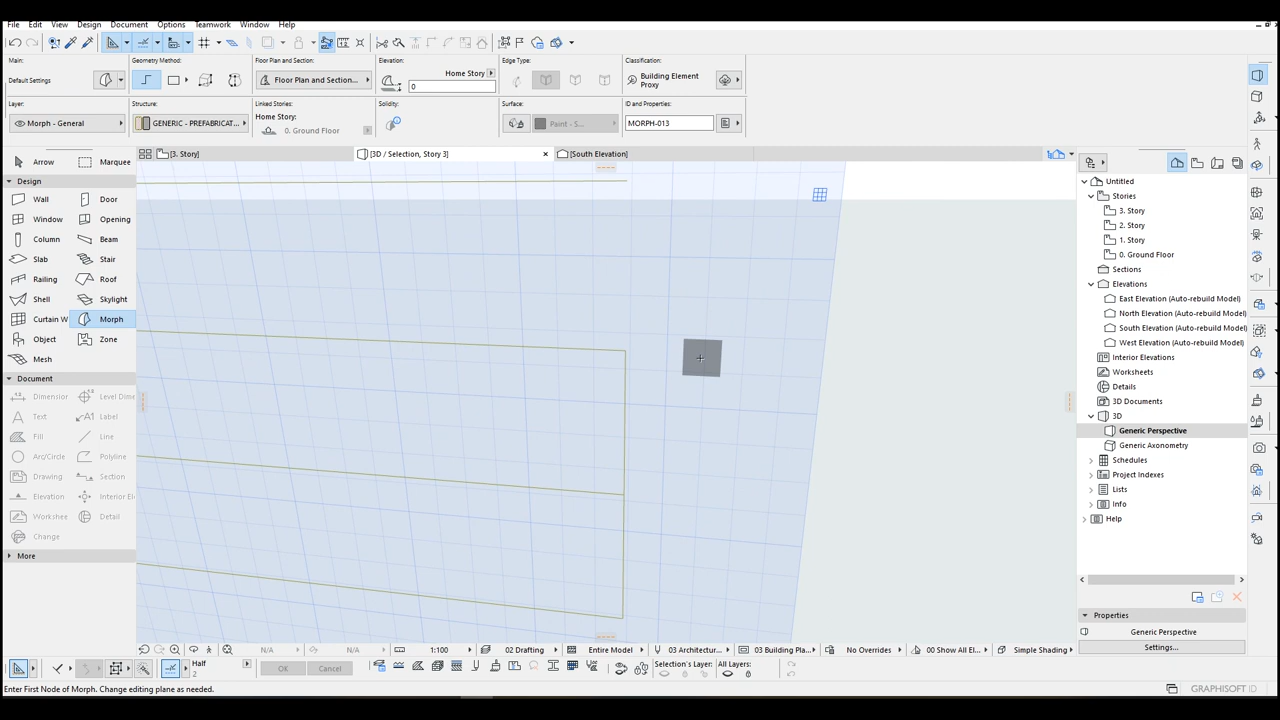 File Edit View Design Document Options Teamwork Window Help
Main:
Default Settings
Geometry Method:
Floor Plan and Section:
Floor Plan and Section...
Elevation:
Home Story
0
Edge Type:
Classification:
Building Element
Proxy
Layer:
Morph - General
Structure:
GENERIC - PREFABRICAT...
Linked Stories:
Home Story:
0. Ground Floor
Solidity:
Surface:
Paint - S...
ID and Properties:
MORPH-013
[3. Story]
[3D / Selection, Story 3]
[South Elevation]
Arrow Marquee
Design
Wall Door
Window Opening
Column Beam
Slab Stair
Railing Roof
Shell Skylight
Curtain W Morph
Object Zone
Mesh
Document
Dimension Level Dime
Text Label
Fill Line
Arc/Circle Polyline
Drawing Section
Elevation Interior El
Workshee Detail
Change
More
Untitled
Stories
3. Story
2. Story
1. Story
0. Ground Floor
Sections
Elevations
East Elevation (Auto-rebuild Model)
North Elevation (Auto-rebuild Model)
South Elevation (Auto-rebuild Model)
West Elevation (Auto-rebuild Model)
Interior Elevations
Worksheets
Details
3D Documents
3D
Generic Perspective
Generic Axonometry
Schedules
Project Indexes
Lists
Info
Help
Properties
Generic Perspective
Settings...
N/A N/A 1:100 02 Drafting Entire Model 03 Architectur... 03 Building Pla... No Overrides 00 Show All El... Simple Shading
Half
2
OK Cancel
Selection's Layer: All Layers:
Enter First Node of Morph. Change editing plane as needed.
GRAPHISOFT ID